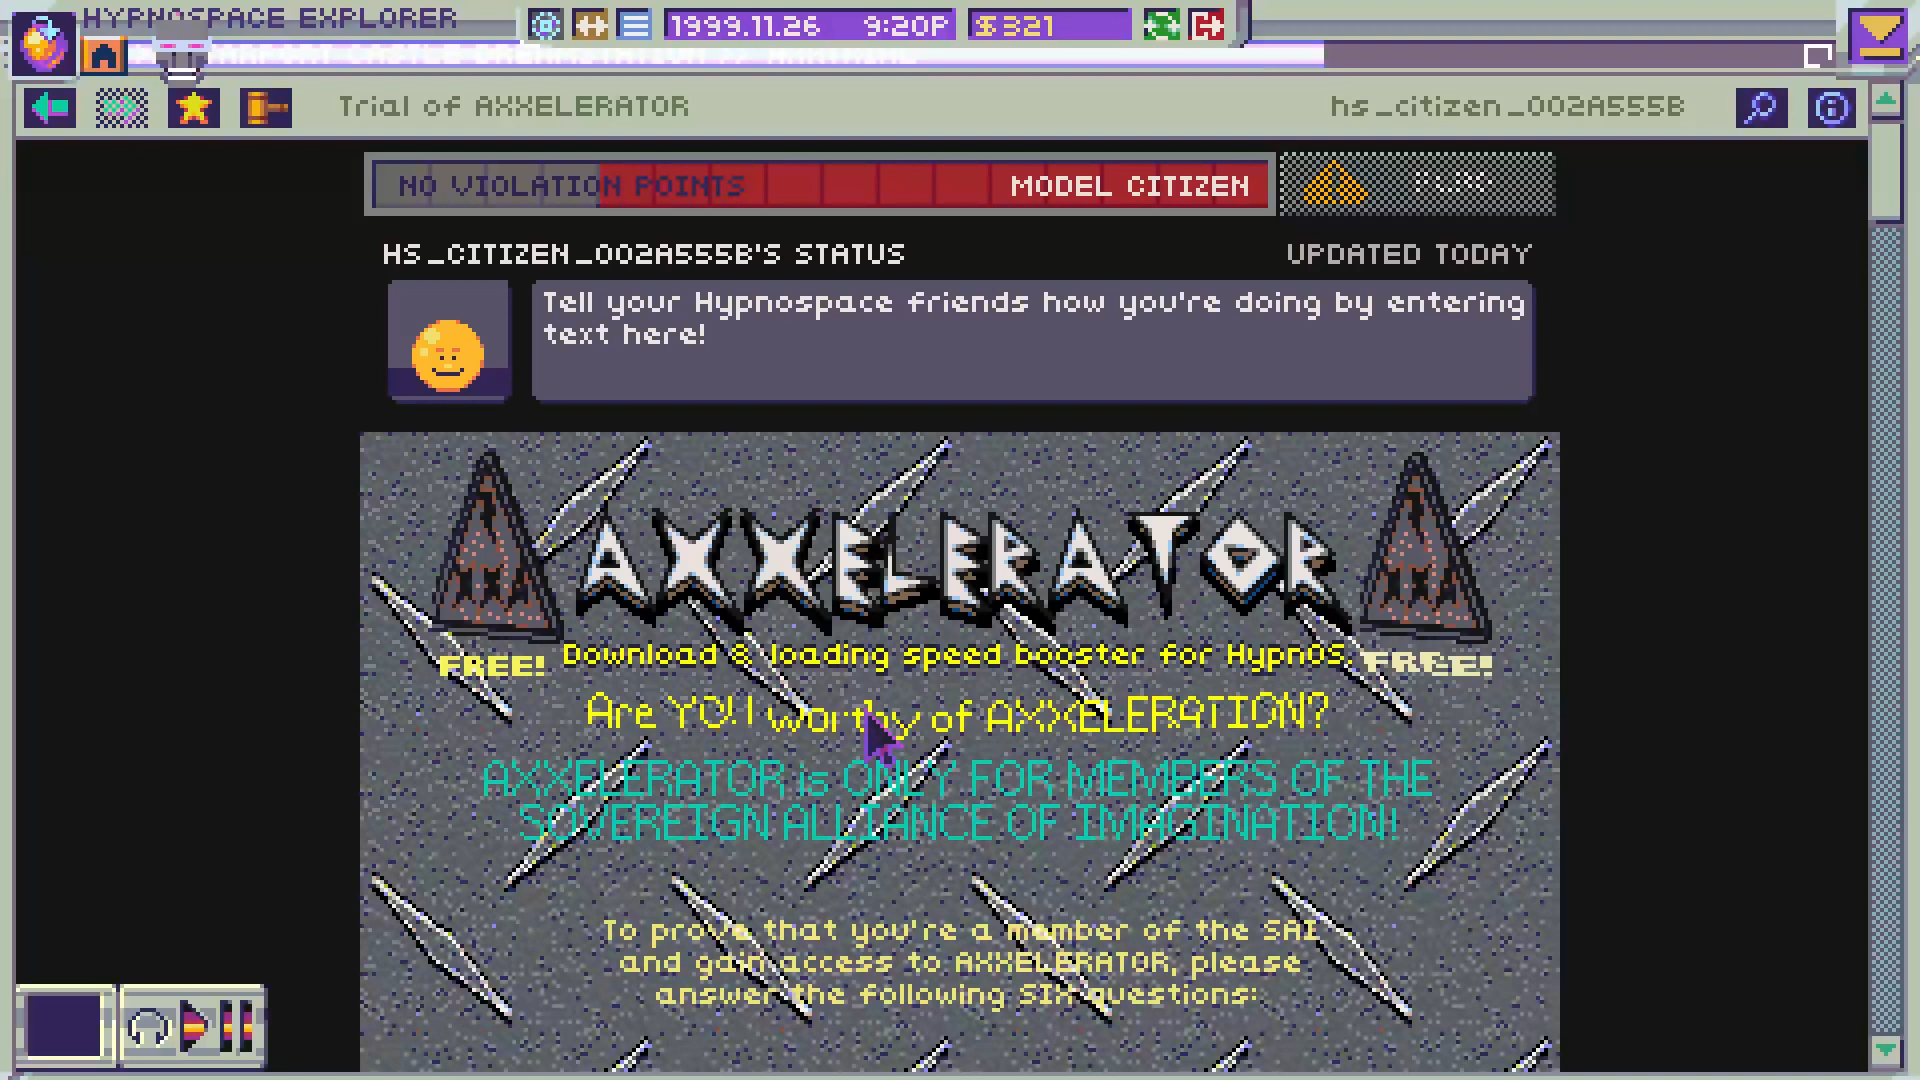 HYPNOSPACE EXPLORER
1999.11.26 9:20P $321
Trial of AXXELERATOR
hs_citizen_002A555B
NO VIOLATION POINTS
MODEL CITIZEN
HS_CITIZEN_002A555B'S STATUS
UPDATED TODAY
Tell your Hypnospace friends how you're doing by entering
text here!
AXXELERATOR
FREE! Download & loading speed booster for HypnOS. FREE!
Are YOU worthy of AXXELERATION?
AXXELERATOR is ONLY FOR MEMBERS OF THE
SOVEREIGN ALLIANCE OF IMAGINATION!
To prove that you're a member of the SAI
and gain access to AXXELERATOR, please
answer the following SIX questions: